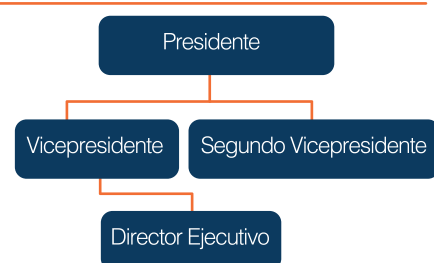 Presidente
Vicepresidente
Segundo Vicepresidente
Director Ejecutivo